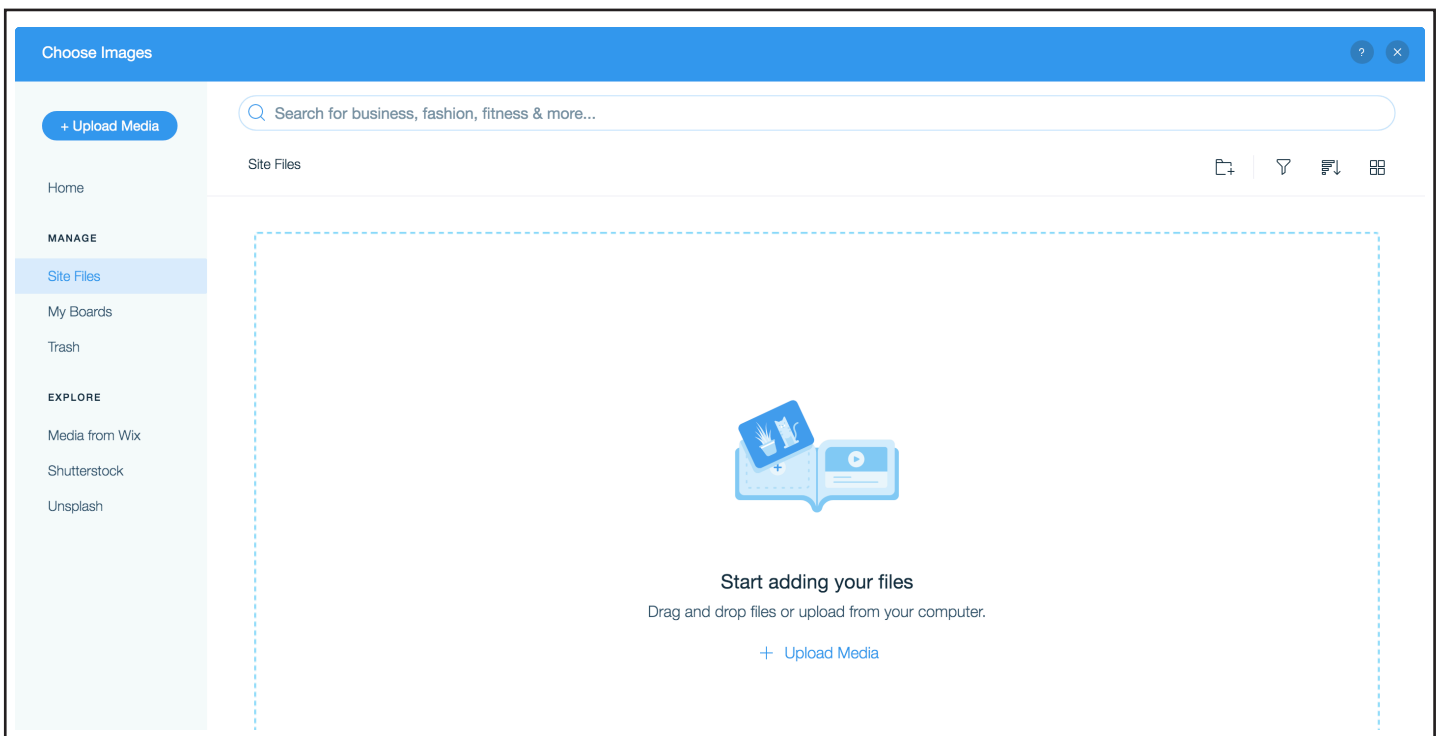 Choose Images
?
+ Upload Media
Search for business, fashion, fitness & more...
Site Files
Home
MANAGE
Site Files
My Boards
Trash
EXPLORE
Media from Wix
Shutterstock
Unsplash
Start adding your files
Drag and drop files or upload from your computer.
+ Upload Media